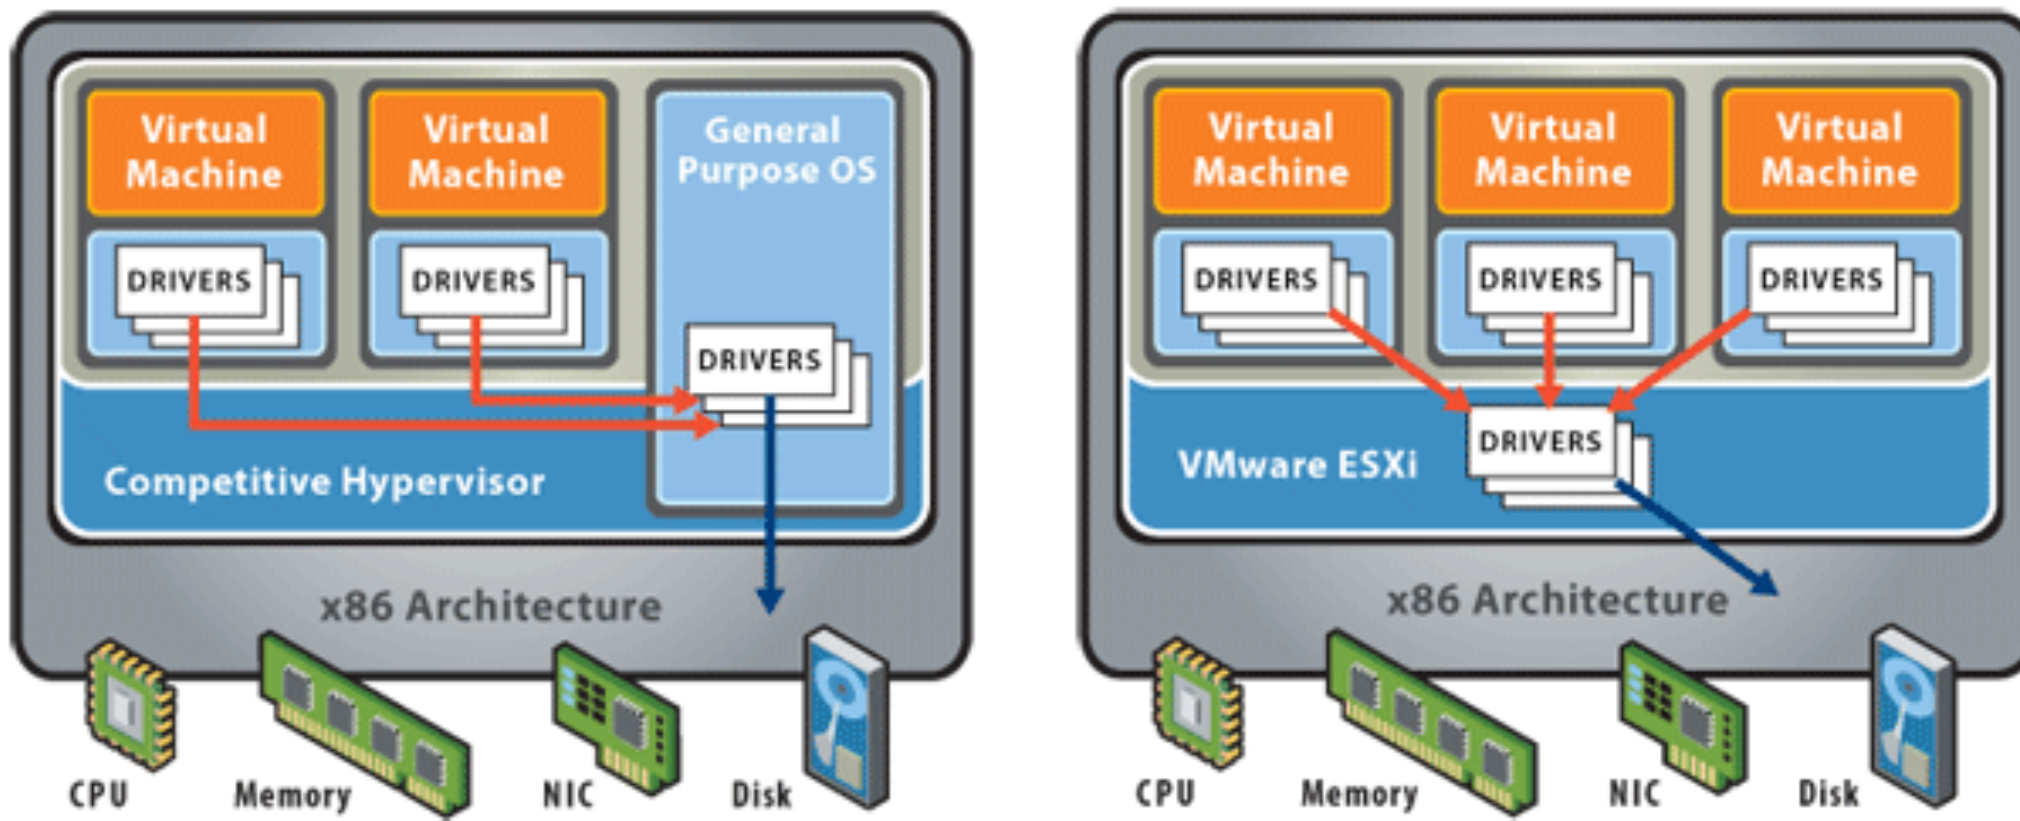 Virtual
Machine
Virtual
Machine
General
Purpose OS
DRIVERS
DRIVERS
DRIVERS
Competitive Hypervisor
x86 Architecture
CPU
Memory
NIC
Disk
Virtual
Machine
Virtual
Machine
Virtual
Machine
DRIVERS
DRIVERS
DRIVERS
DRIVERS
VMware ESXi
x86 Architecture
CPU
Memory
NIC
Disk